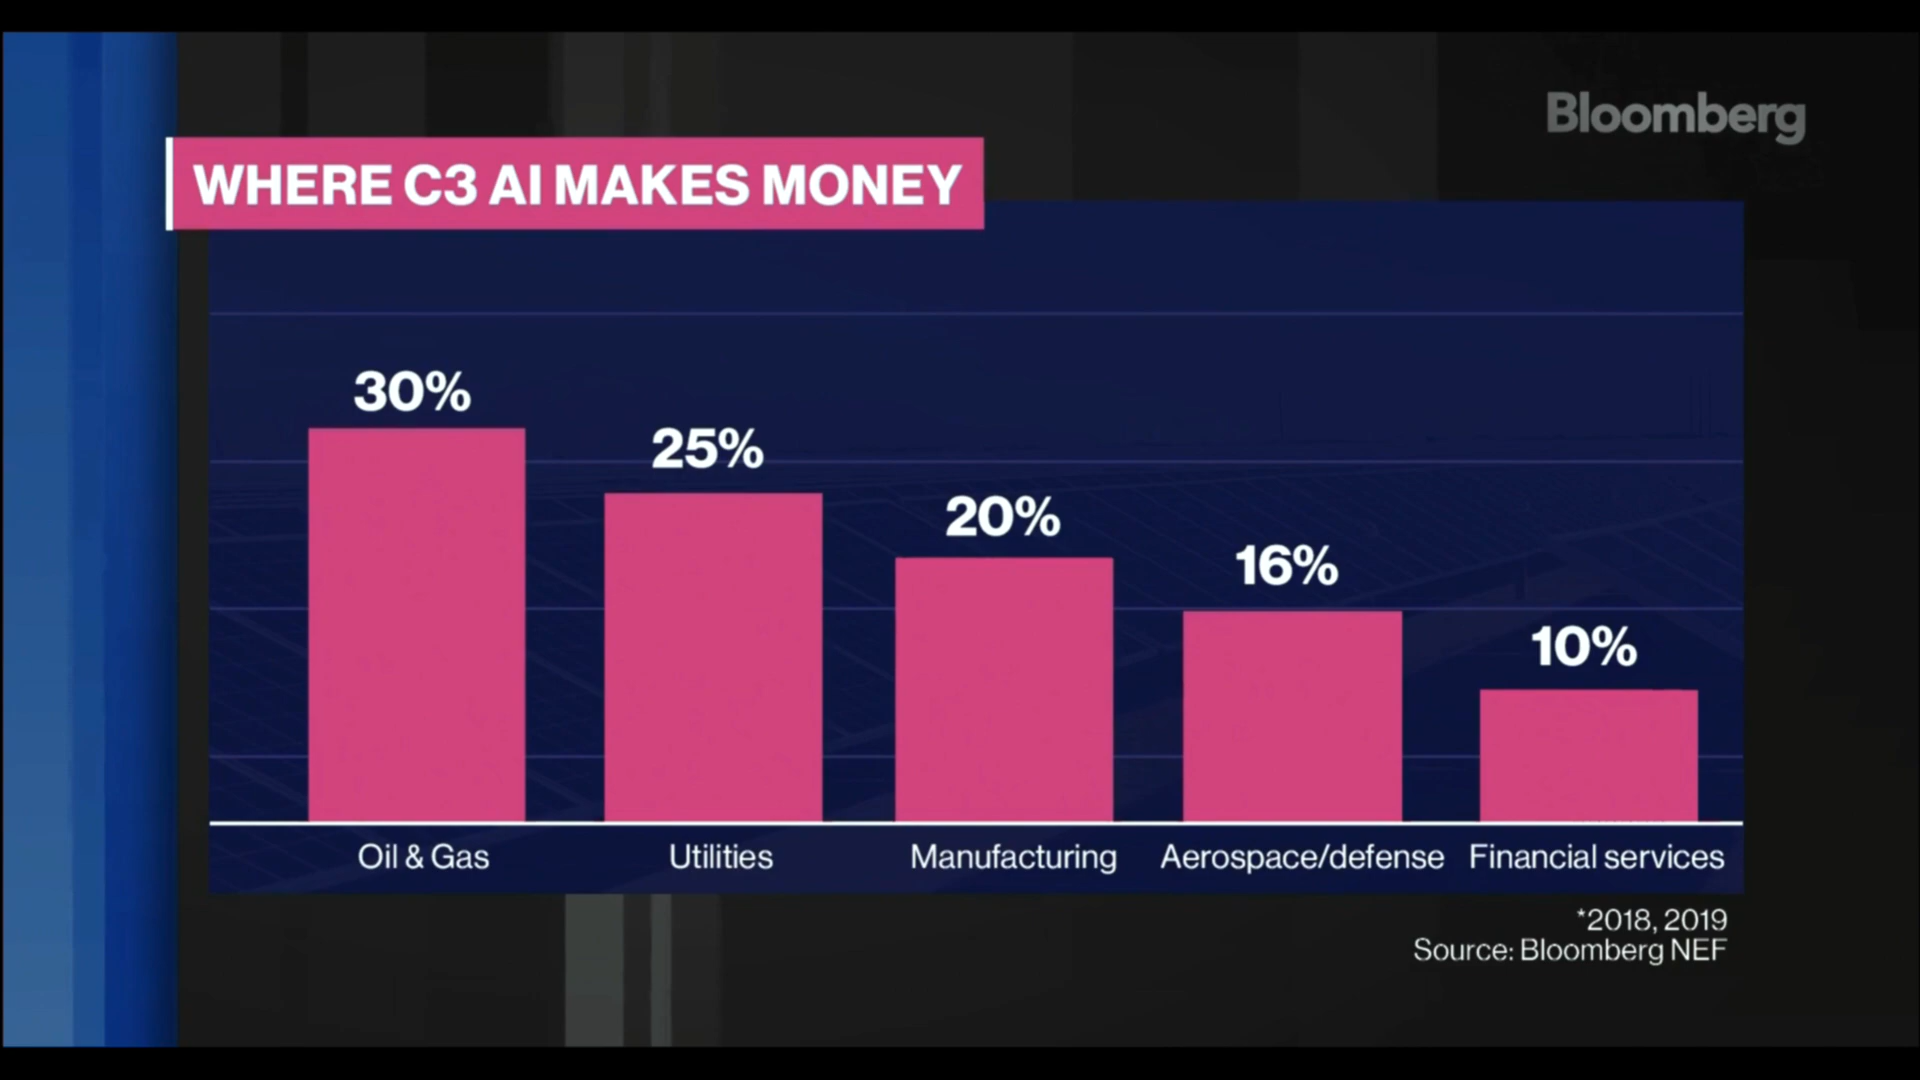 Bloomberg
WHERE C3 AI MAKES MONEY
30%
25%
20%
16%
10%
Oil & Gas
Utilities
Manufacturing
Aerospace/defense
Financial services
*2018, 2019
Source: Bloomberg NEF